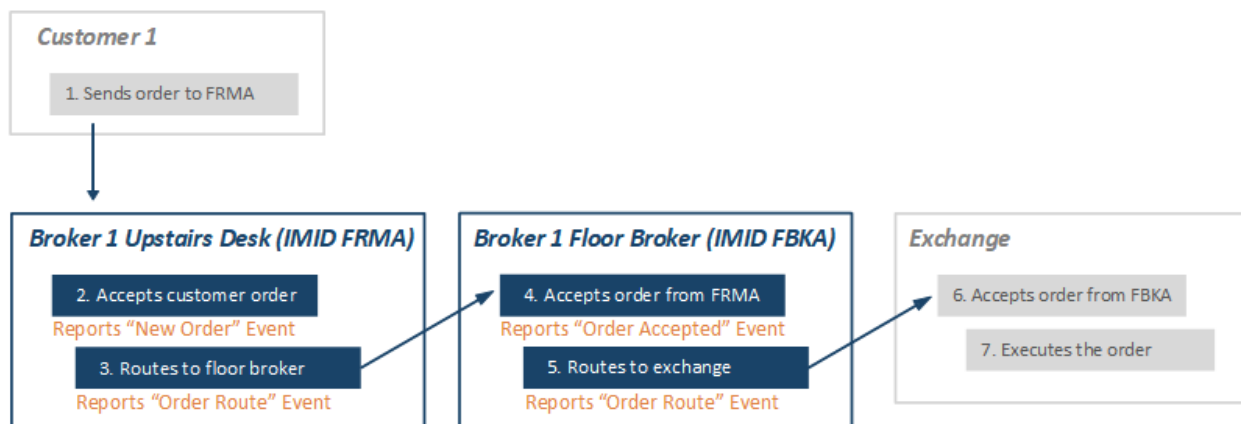 Customer 1
1. Sends order to FRMA
Broker 1 Upstairs Desk (IMID FRMA)
2. Accepts customer order
Reports “New Order” Event
3. Routes to floor broker
Reports “Order Route” Event
Broker 1 Floor Broker (IMID FBKA)
4. Accepts order from FRMA
Reports “Order Accepted” Event
5. Routes to exchange
Reports “Order Route” Event
Exchange
6. Accepts order from FBKA
7. Executes the order